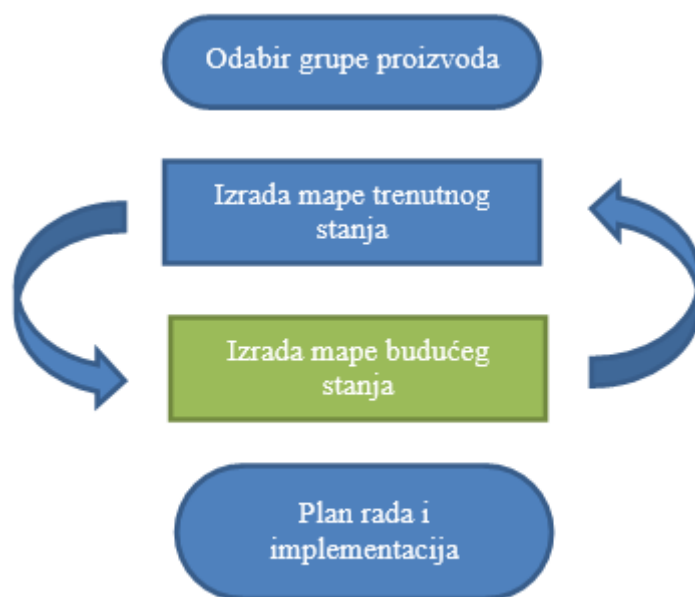 Odabir grupe proizvoda
Izrada mape trenutnog
stanja
Izrada mape budućeg
stanja
Plan rada i
implementacija